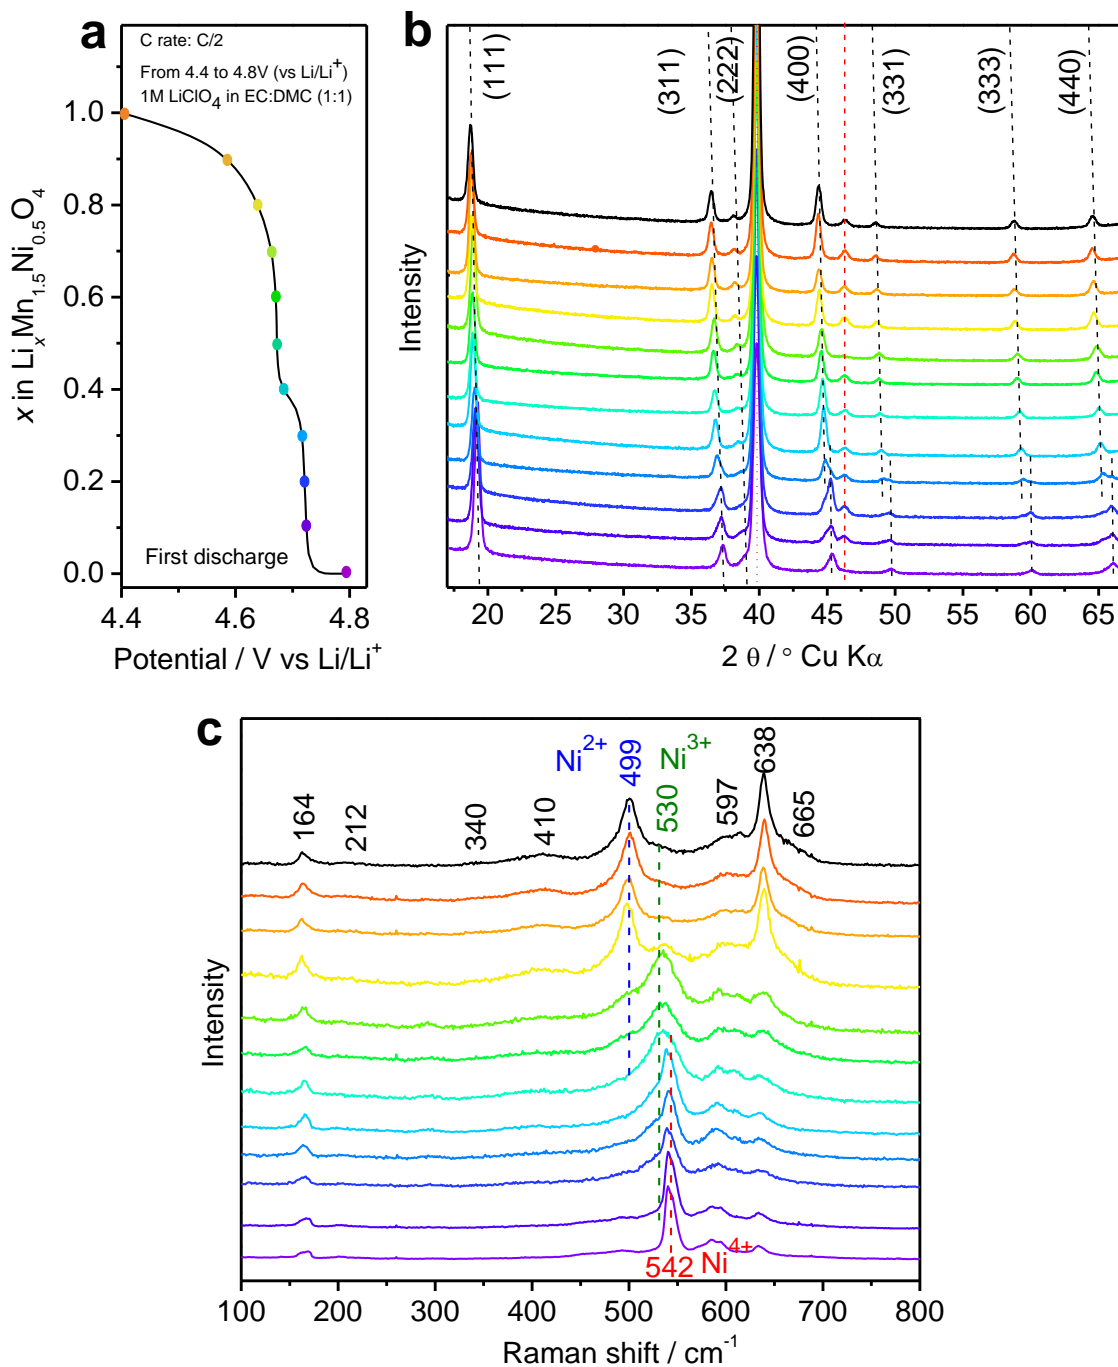 a
C rate: C/2
From 4.4 to 4.8V (vs Li/Li⁺)
1M LiClO₄ in EC:DMC (1:1)
1.0
0.8
0.6
0.4
0.2
0.0
x in LiₓMn₁.₅Ni₀.₅O₄
First discharge
4.4 4.6 4.8
Potential / V vs Li/Li⁺
b
(111) (311) (222) (400) (331) (333) (440)
Intensity
20 25 30 35 40 45 50 55 60 65
2 θ / ° Cu Kα
c
Ni²⁺ 499 Ni³⁺ 530 638
164 212 340 410 597 665
Intensity
542 Ni⁴⁺
100 200 300 400 500 600 700 800
Raman shift / cm⁻¹